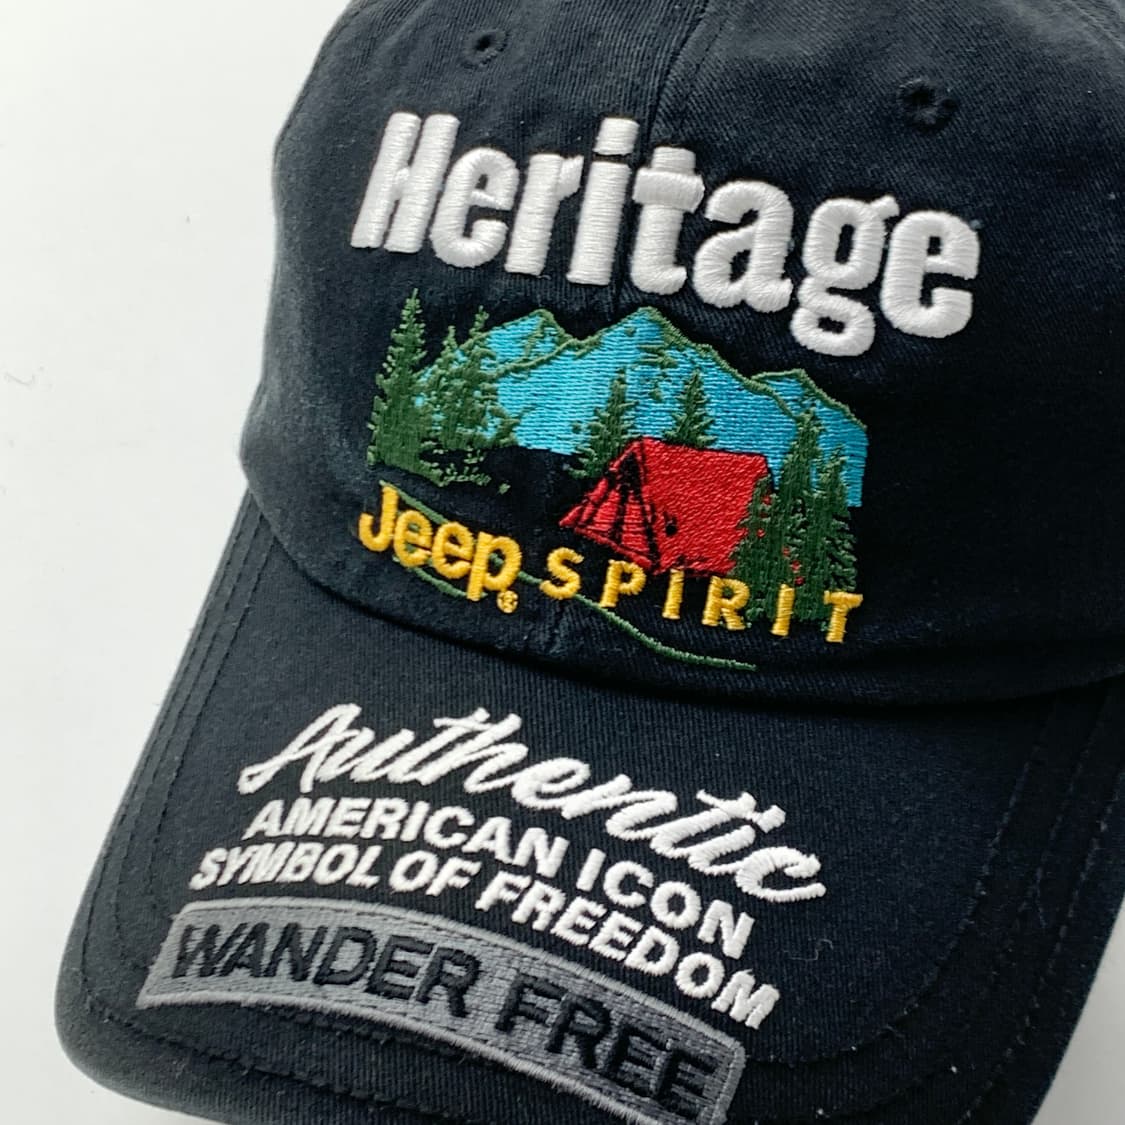 Heritage
Jeep® SPIRIT
Authentic
AMERICAN ICON
SYMBOL OF FREEDOM
WANDER FREE